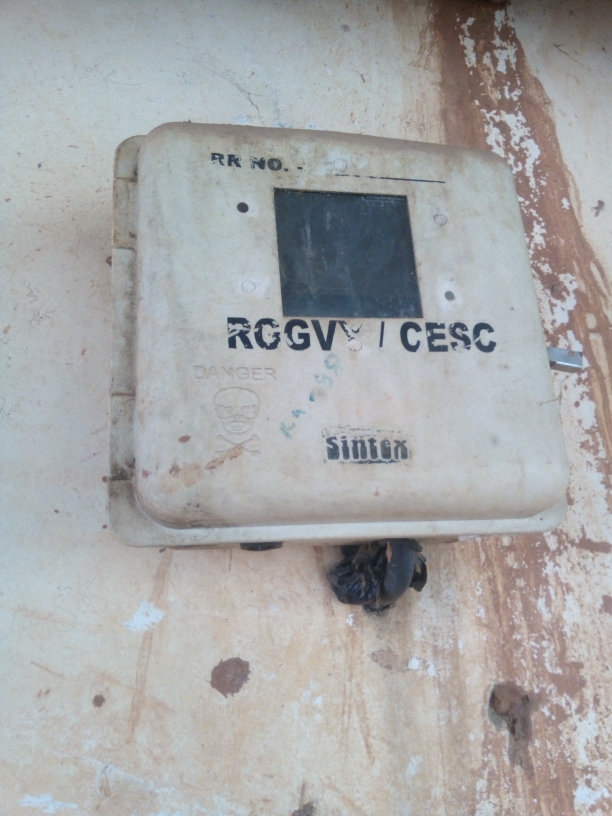 RR NO. -
RGGVY / CESC
DANGER
Sintex